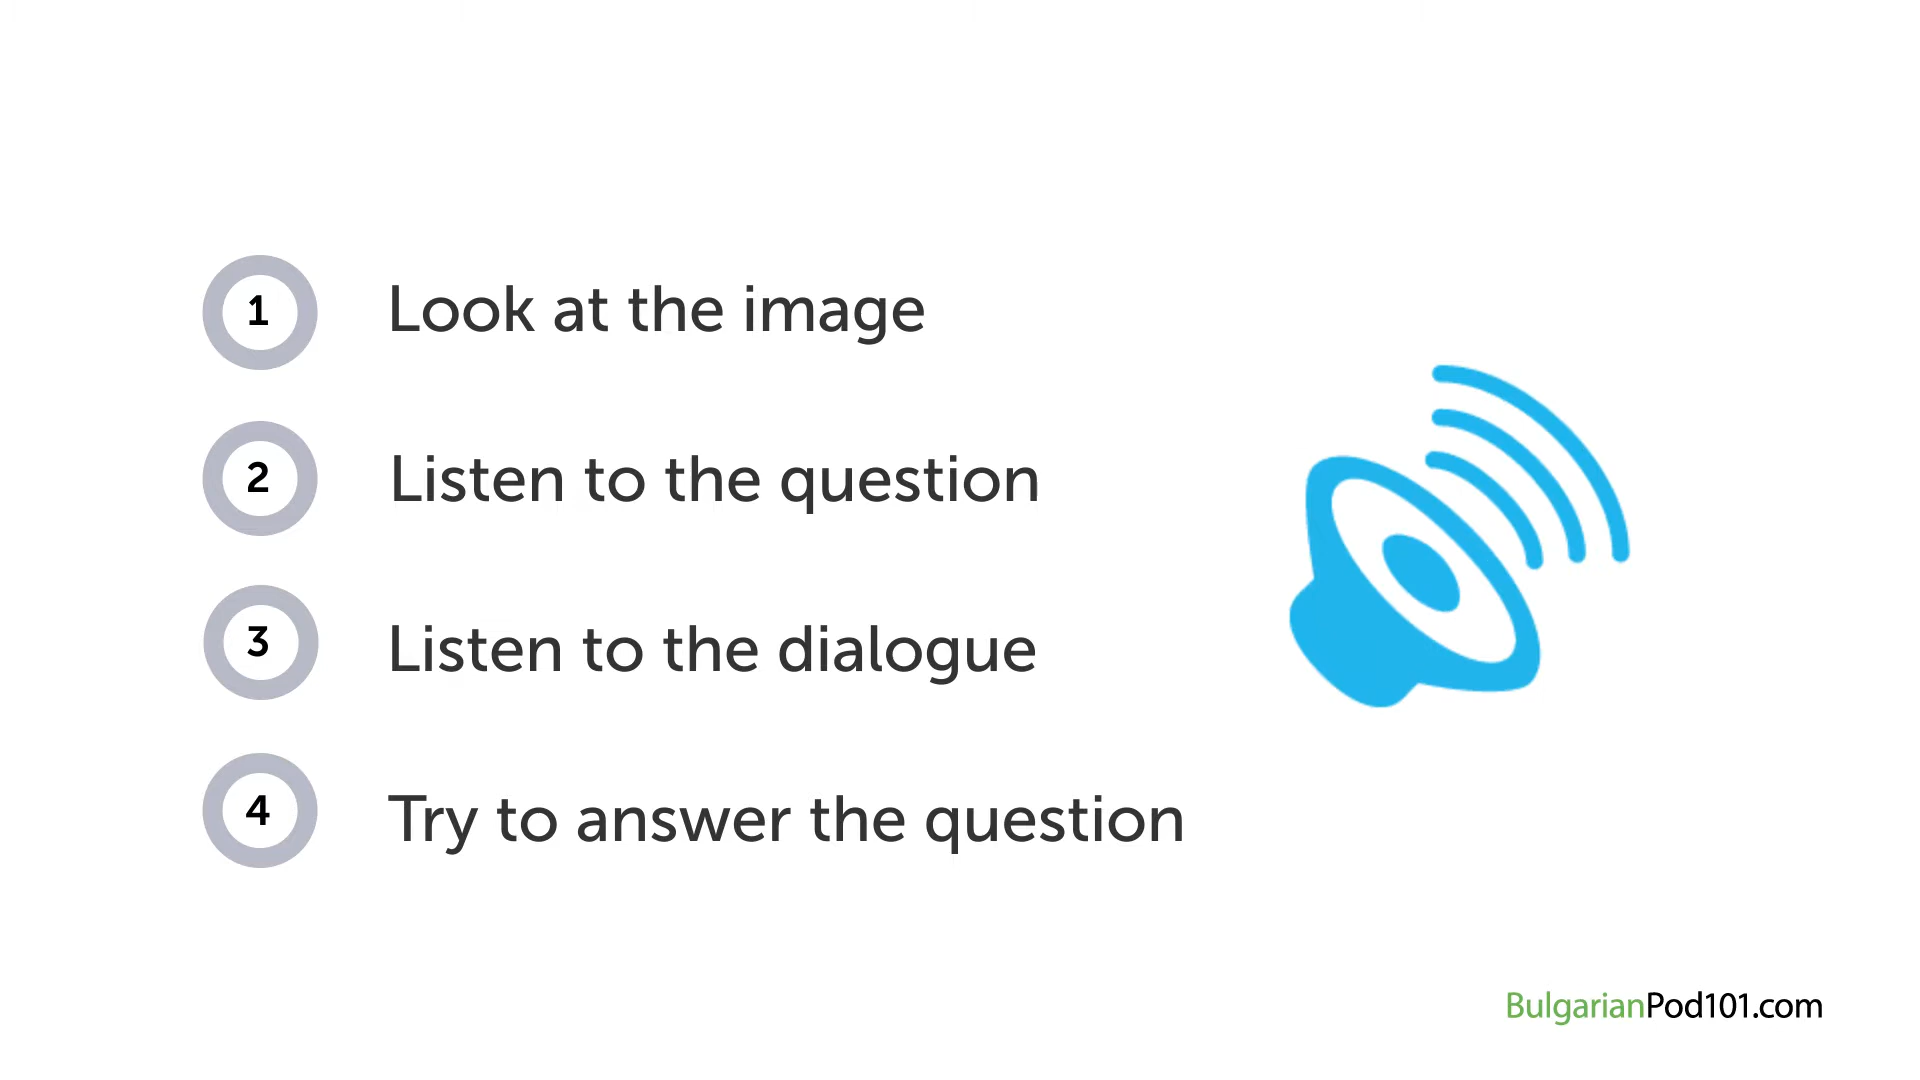 1 Look at the image
2 Listen to the question
3 Listen to the dialogue
4 Try to answer the question
BulgarianPod101.com